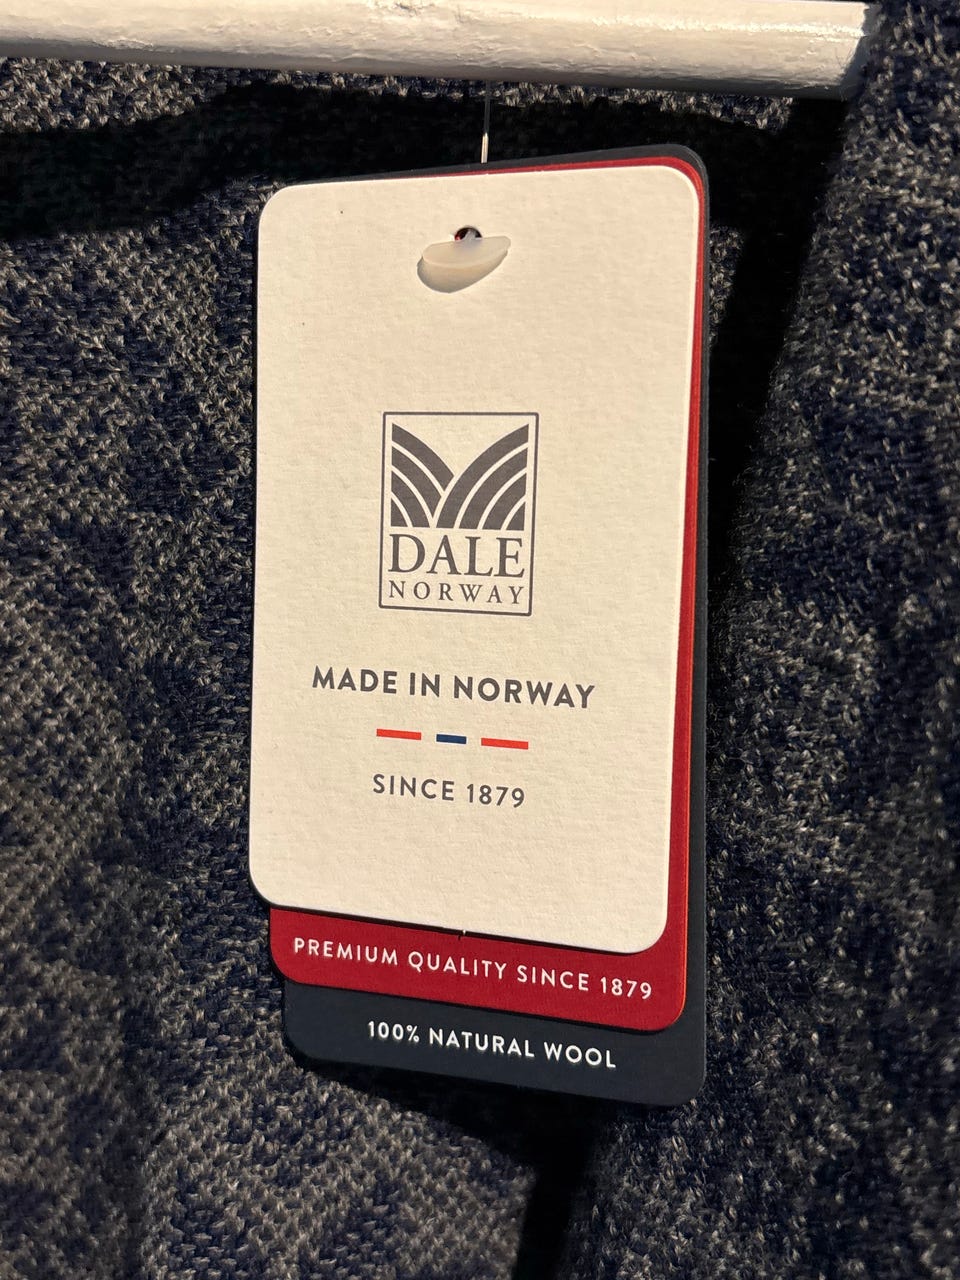 DALE
NORWAY
MADE IN NORWAY
SINCE 1879
PREMIUM QUALITY SINCE 1879
100% NATURAL WOOL